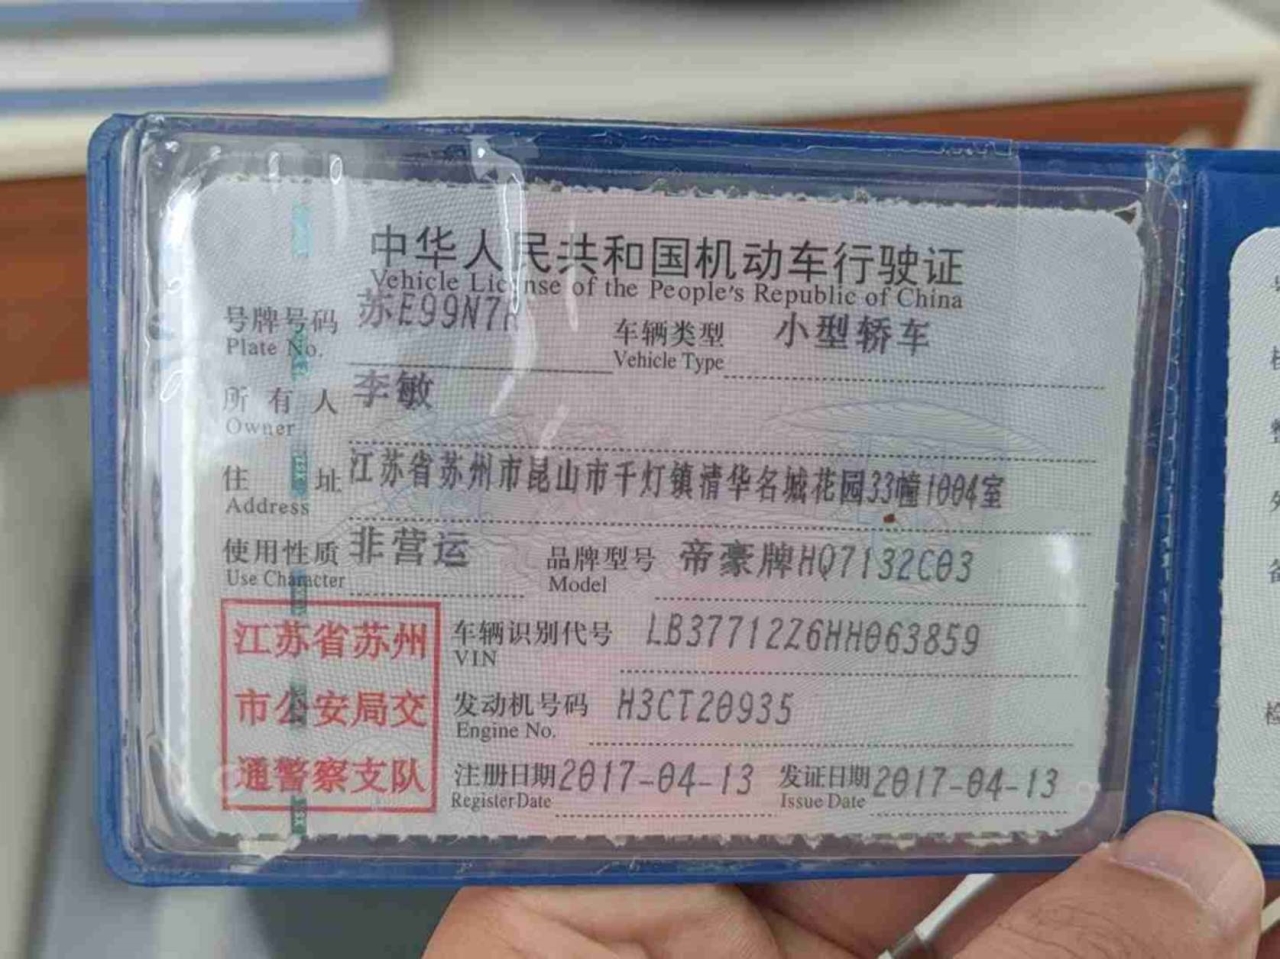 中华人民共和国机动车行驶证
Vehicle License of the People's Republic of China
号牌号码 苏E99N7 车辆类型 小型轿车
Plate No. Vehicle Type
所有人 李敏
Owner
住址 江苏省苏州市昆山市千灯镇清华名城花园33幢1004室
Address
使用性质 非营运 品牌型号 帝豪牌HQ7132C03
Use Character Model
江苏省苏州
市公安局交
通警察支队
车辆识别代号 LB37712Z6HH063859
VIN
发动机号码 H3CT20935
Engine No.
注册日期 2017-04-13 发证日期 2017-04-13
Register Date Issue Date